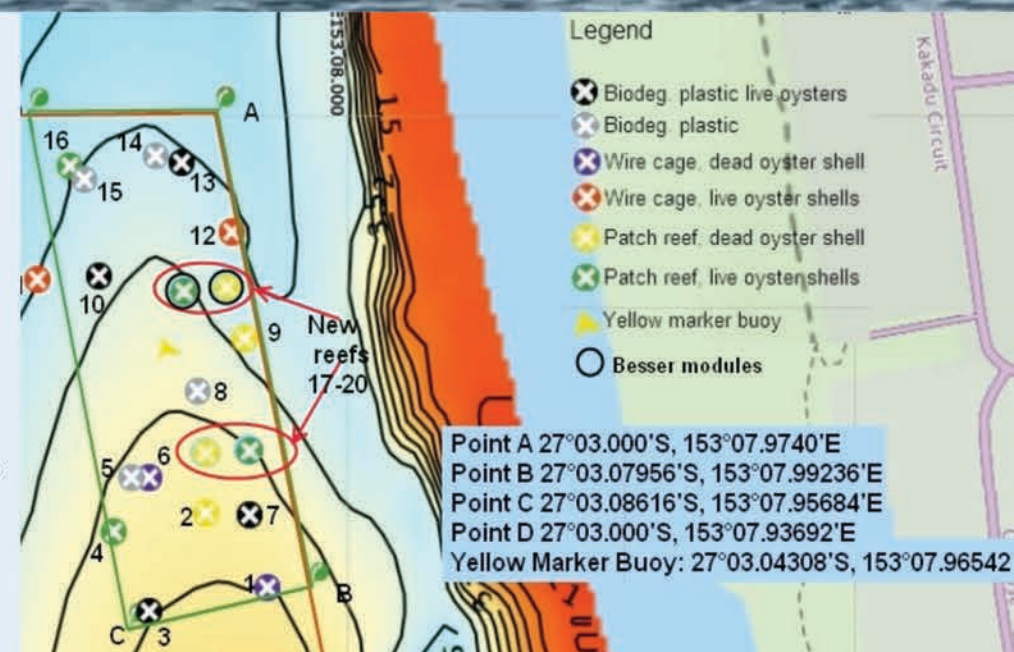 E153.08.000
1.5
Legend
Kakadu Circuit
Biodeg. plastic live oysters
Biodeg. plastic
Wire cage, dead oyster shell
Wire cage, live oyster shells
Patch reef, dead oyster shell
Patch reef, live oyster shells
Yellow marker buoy
Besser modules
A
16
14
15
13
12
10
9
New
reefs
17-20
8
5
6
2
7
4
1
B
C
3
Point A 27°03.000'S, 153°07.9740'E
Point B 27°03.07956'S, 153°07.99236'E
Point C 27°03.08616'S, 153°07.95684'E
Point D 27°03.000'S, 153°07.93692'E
Yellow Marker Buoy: 27°03.04308'S, 153°07.96542